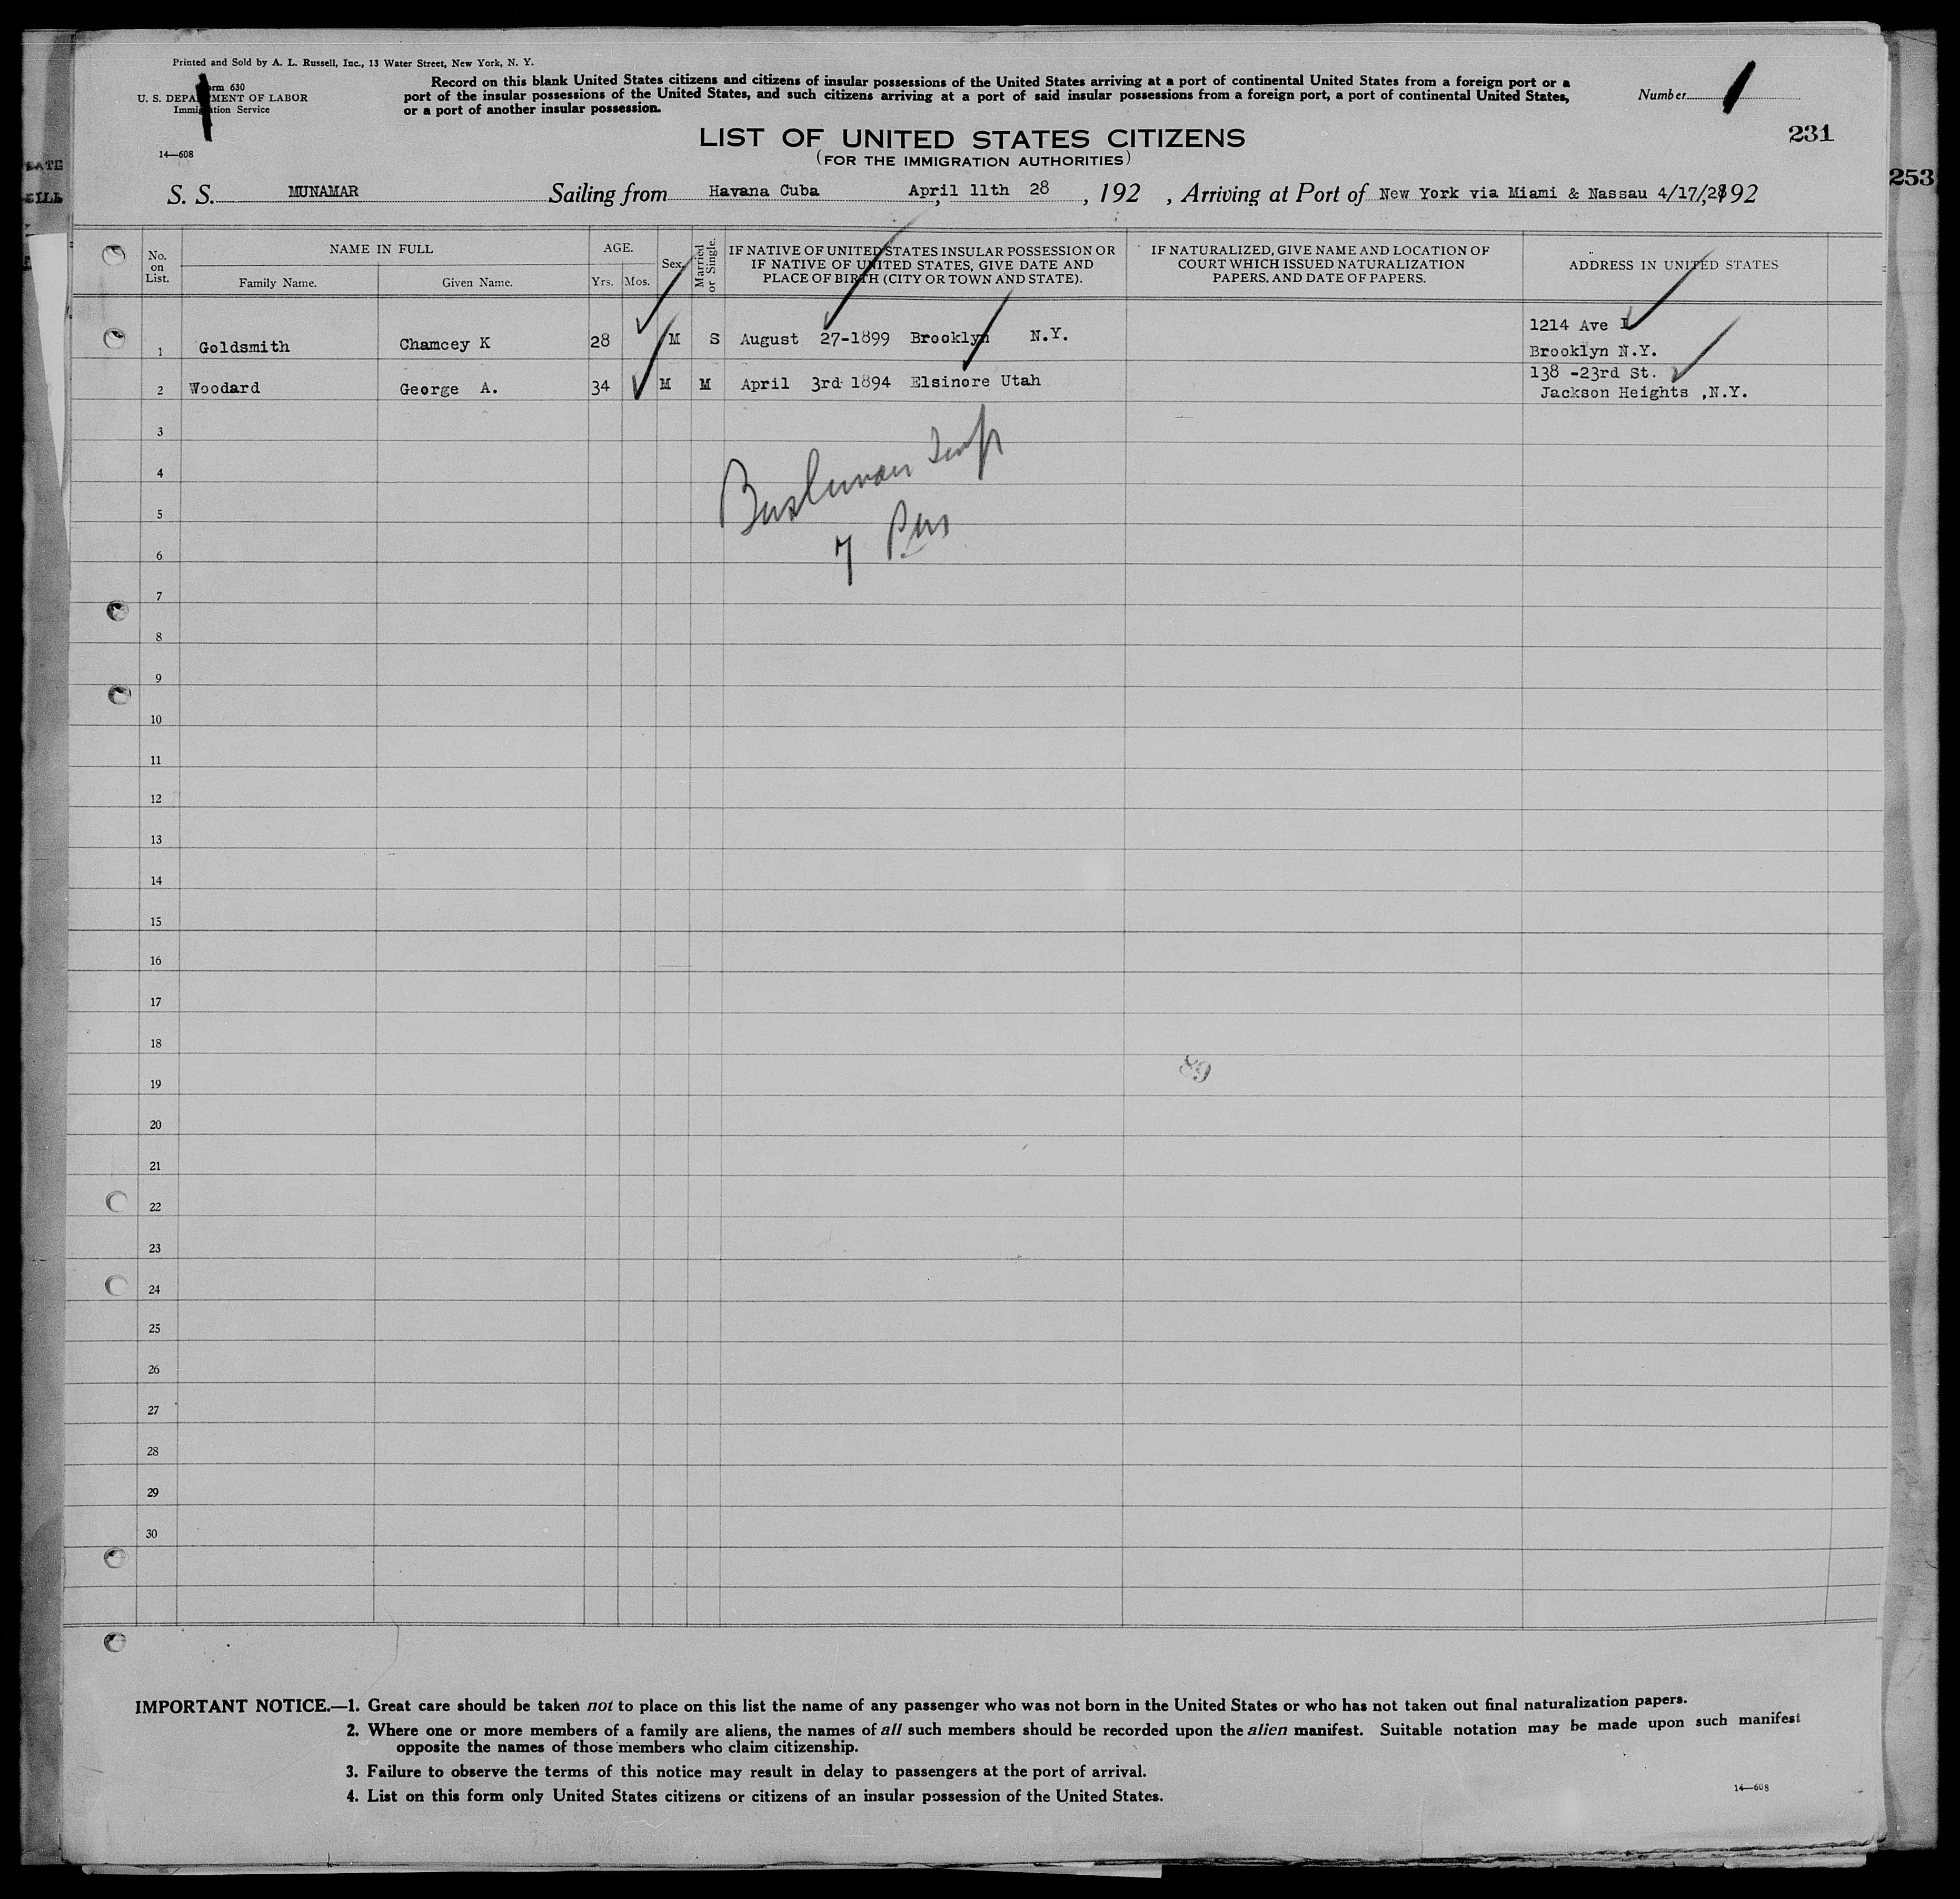 Printed and Sold by A. L. Russell, Inc., 13 Water Street, New York, N. Y.
Form 630
U. S. DEPARTMENT OF LABOR
Immigration Service
14—608
Record on this blank United States citizens and citizens of insular possessions of the United States arriving at a port of continental United States from a foreign port or a
port of the insular possessions of the United States, and such citizens arriving at a port of said insular possessions from a foreign port, a port of continental United States,
or a port of another insular possession.
Number
LIST OF UNITED STATES CITIZENS
(FOR THE IMMIGRATION AUTHORITIES)
231
253
S. S. MUNAMAR Sailing from Havana Cuba, April 11th 28, 192 , Arriving at Port of New York via Miami & Nassau 4/17/28, 192
No. on List.
NAME IN FULL
Family Name.
Given Name.
AGE.
Yrs.
Mos.
Sex.
Married or Single.
IF NATIVE OF UNITED STATES INSULAR POSSESSION OR
IF NATIVE OF UNITED STATES, GIVE DATE AND
PLACE OF BIRTH (CITY OR TOWN AND STATE).
IF NATURALIZED, GIVE NAME AND LOCATION OF
COURT WHICH ISSUED NATURALIZATION
PAPERS. AND DATE OF PAPERS.
ADDRESS IN UNITED STATES
1 Goldsmith Chamcey K 28 M S August 27-1899 Brooklyn N.Y. 1214 Ave
Brooklyn N.Y.
2 Woodard George A. 34 M M April 3rd 1894 Elsinore Utah 138 -23rd St.
Jackson Heights ,N.Y.
3
4
5
7
6
7
8
9
10
11
12
13
14
15
16
17
18
89
19
20
21
22
23
24
25
26
27
28
29
30
IMPORTANT NOTICE.—1. Great care should be taken not to place on this list the name of any passenger who was not born in the United States or who has not taken out final naturalization papers.
2. Where one or more members of a family are aliens, the names of all such members should be recorded upon the alien manifest. Suitable notation may be made upon such manifest
opposite the names of those members who claim citizenship.
3. Failure to observe the terms of this notice may result in delay to passengers at the port of arrival.
4. List on this form only United States citizens or citizens of an insular possession of the United States.
14—608